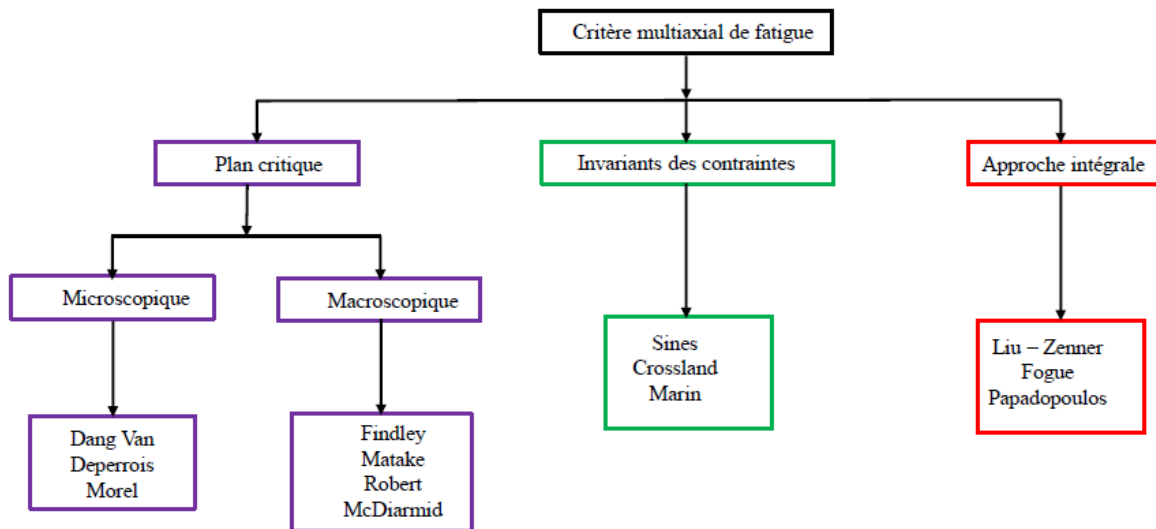 Critère multiaxial de fatigue
Plan critique
Invariants des contraintes
Approche intégrale
Microscopique
Macroscopique
Sines
Crossland
Marin
Liu – Zenner
Fogue
Papadopoulos
Dang Van
Deperrois
Morel
Findley
Matake
Robert
McDiarmid